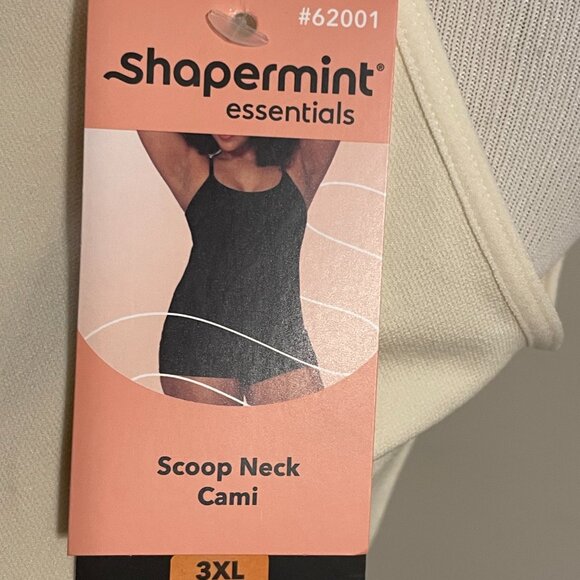 #62001
shapermint®
essentials
Scoop Neck
Cami
3XL